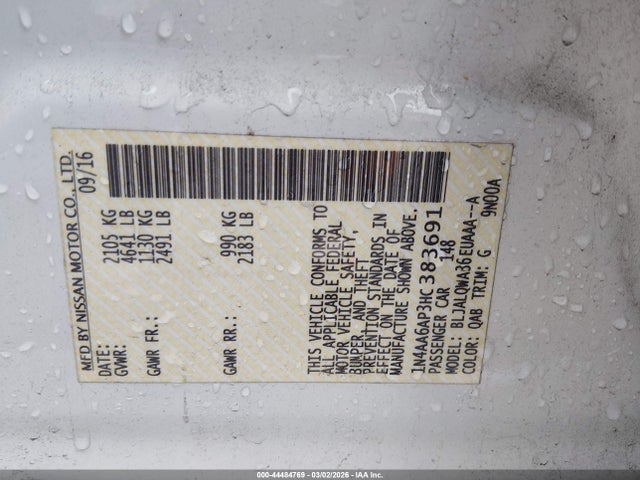 MFD BY NISSAN MOTOR CO., LTD.
DATE: 09/16
GVWR: 2105 KG
4641 LB
GAWR FR: 1130 KG
2491 LB
GAWR RR: 990 KG
2183 LB
THIS VEHICLE CONFORMS TO
ALL APPLICABLE FEDERAL
MOTOR VEHICLE SAFETY,
BUMPER, AND THEFT
PREVENTION STANDARDS IN
EFFECT ON THE DATE OF
MANUFACTURE SHOWN ABOVE.
1N4AA6AP3HC383691
PASSENGER CAR 148
MODEL: BLJALQWA36EUAAA--A
COLOR: QAB TRIM: G 9N00A
000-44484769 | 03/02/2026 - IAA Inc.